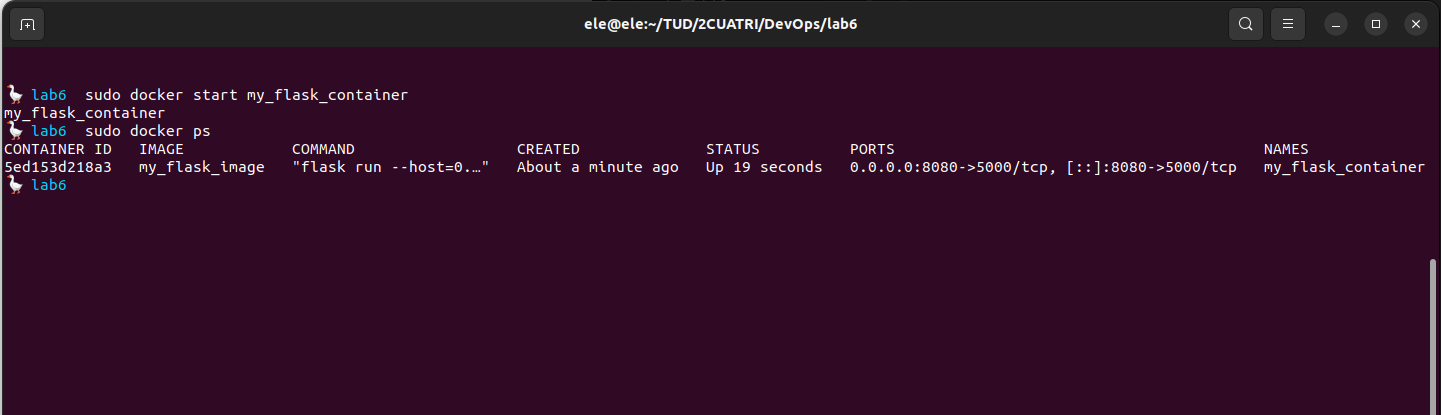 ele@ele:~/TUD/2CUATRI/DevOps/lab6
lab6  sudo docker start my_flask_container
my_flask_container
lab6  sudo docker ps
CONTAINER ID   IMAGE            COMMAND                  CREATED              STATUS          PORTS                                         NAMES
5ed153d218a3   my_flask_image   "flask run --host=0.…"   About a minute ago   Up 19 seconds   0.0.0.0:8080->5000/tcp, [::]:8080->5000/tcp   my_flask_container
lab6